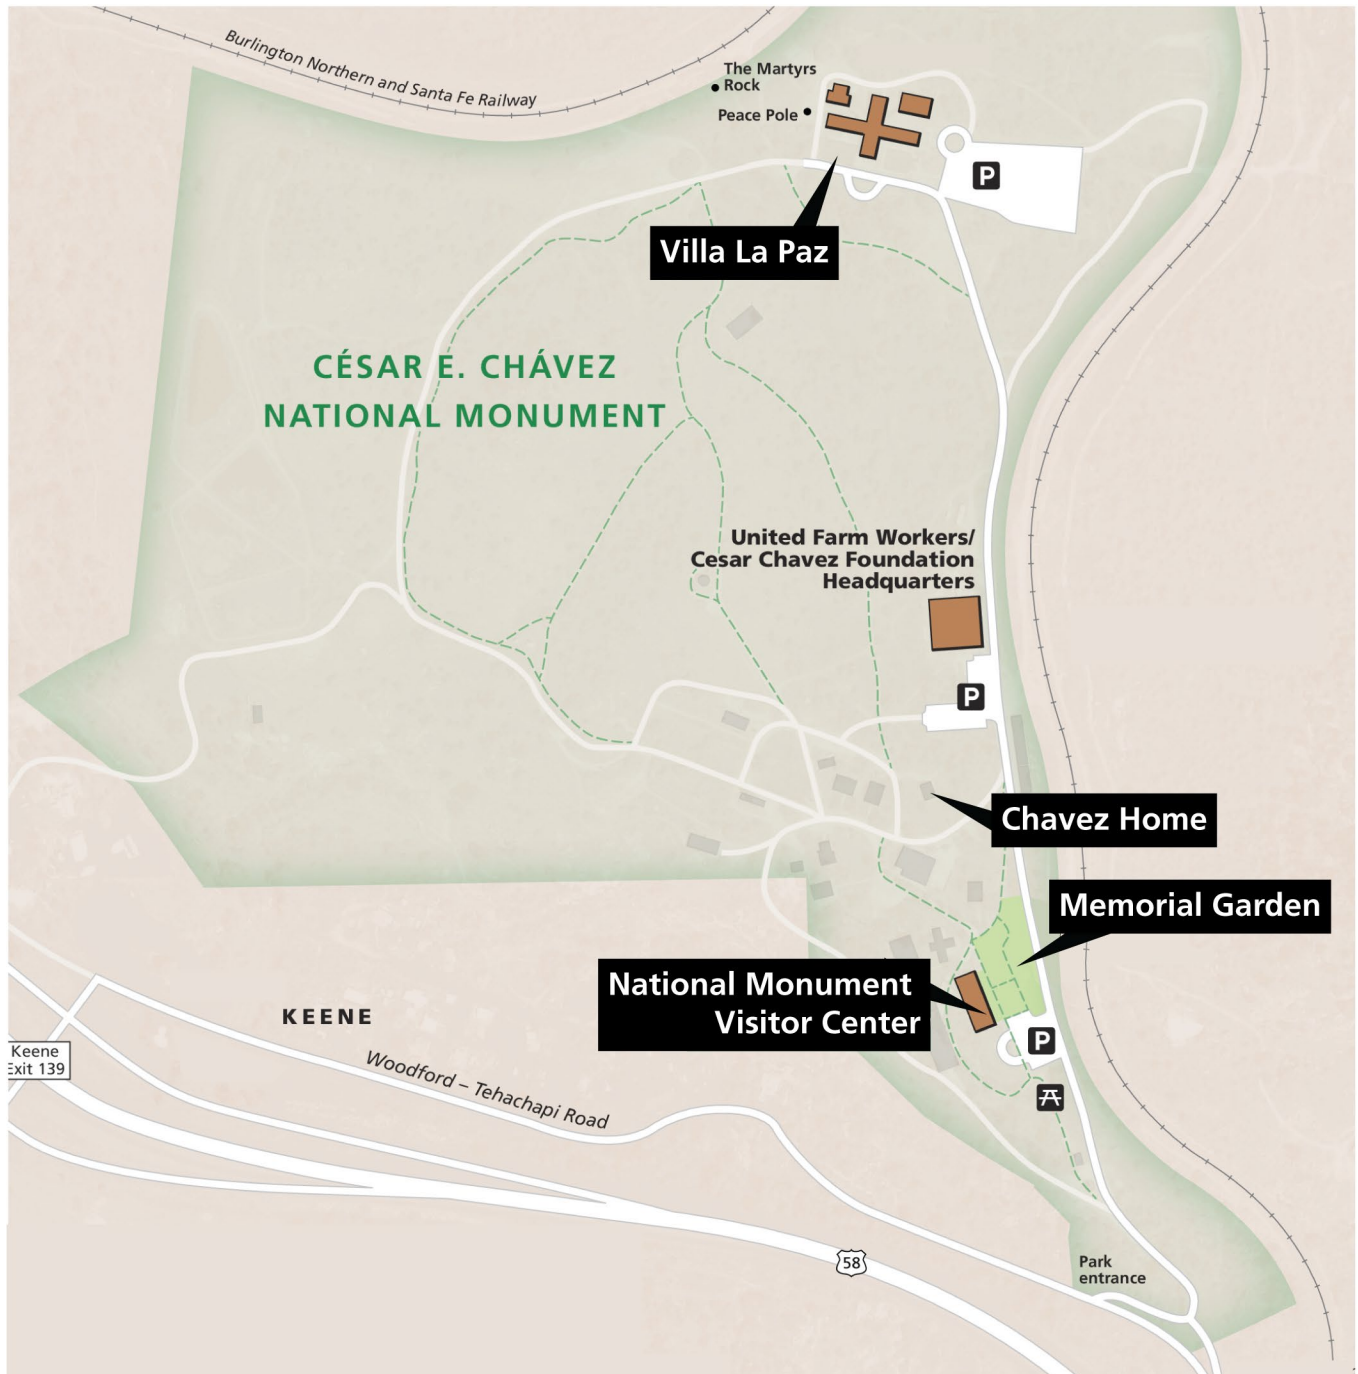 Burlington Northern and Santa Fe Railway
The Martyrs
Rock
Peace Pole
P
Villa La Paz
CÉSAR E. CHÁVEZ
NATIONAL MONUMENT
United Farm Workers/
Cesar Chavez Foundation
Headquarters
P
Chavez Home
Memorial Garden
National Monument
Visitor Center
P
KEENE
Keene
Exit 139
Woodford – Tehachapi Road
58
Park
entrance